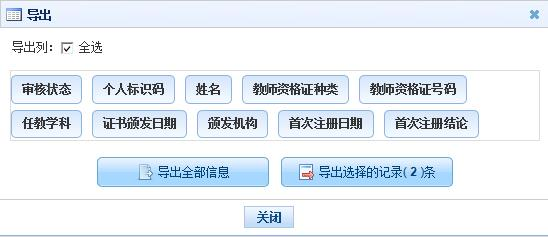 导出
导出列： 全选
审核状态 个人标识码 姓名 教师资格证种类 教师资格证号码
任教学科 证书颁发日期 颁发机构 首次注册日期 首次注册结论
导出全部信息 导出选择的记录( 2 )条
关闭